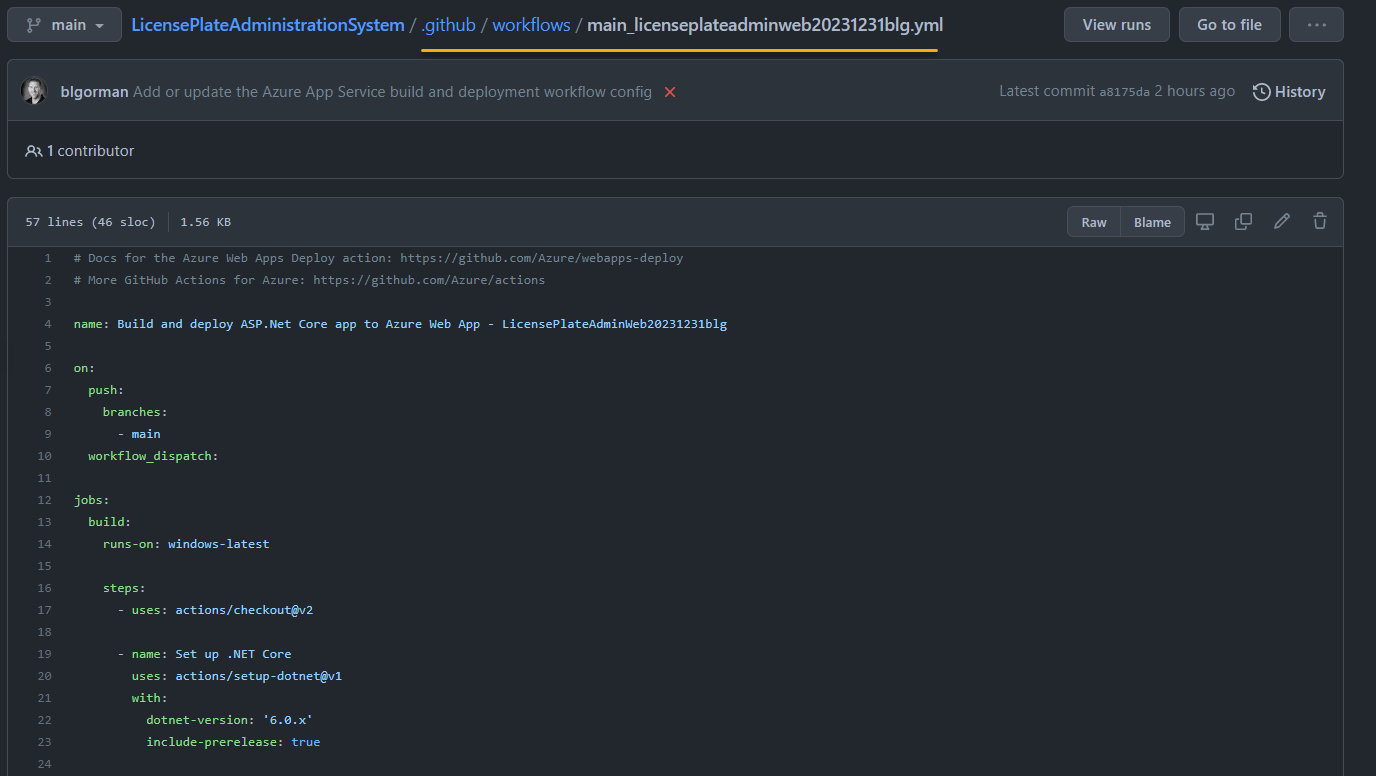 main LicensePlateAdministrationSystem / .github / workflows / main_licenseplateadminweb20231231blg.yml View runs Go to file ...
blgorman Add or update the Azure App Service build and deployment workflow config Latest commit a8175da 2 hours ago History
1 contributor
57 lines (46 sloc) 1.56 KB Raw Blame
1 # Docs for the Azure Web Apps Deploy action: https://github.com/Azure/webapps-deploy
2 # More GitHub Actions for Azure: https://github.com/Azure/actions
3
4 name: Build and deploy ASP.Net Core app to Azure Web App - LicensePlateAdminWeb20231231blg
5
6 on:
7 push:
8 branches:
9 - main
10 workflow_dispatch:
11
12 jobs:
13 build:
14 runs-on: windows-latest
15
16 steps:
17 - uses: actions/checkout@v2
18
19 - name: Set up .NET Core
20 uses: actions/setup-dotnet@v1
21 with:
22 dotnet-version: '6.0.x'
23 include-prerelease: true
24